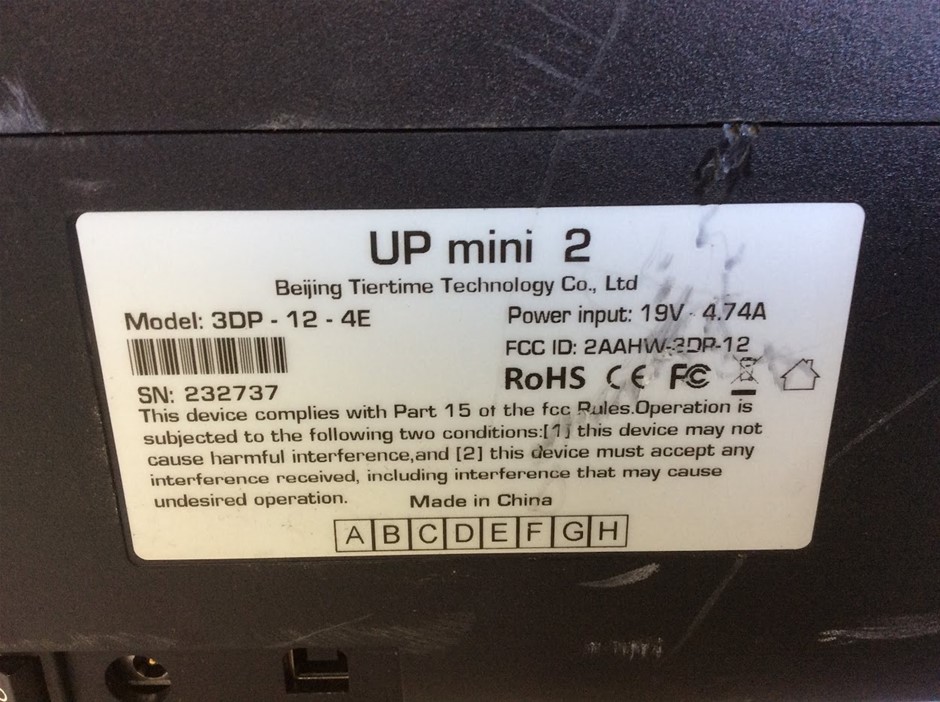 UP mini 2
Beijing Tiertime Technology Co., Ltd
Model: 3DP - 12 - 4E
Power input: 19V - 4.74A
FCC ID: 2AAHW-3DP-12
RoHS CE FC
SN: 232737
This device complies with Part 15 of the fcc Rules.Operation is
subjected to the following two conditions:[1] this device may not
cause harmful interference,and [2] this device must accept any
interference received, including interference that may cause
undesired operation.
Made in China
A B C D E F G H